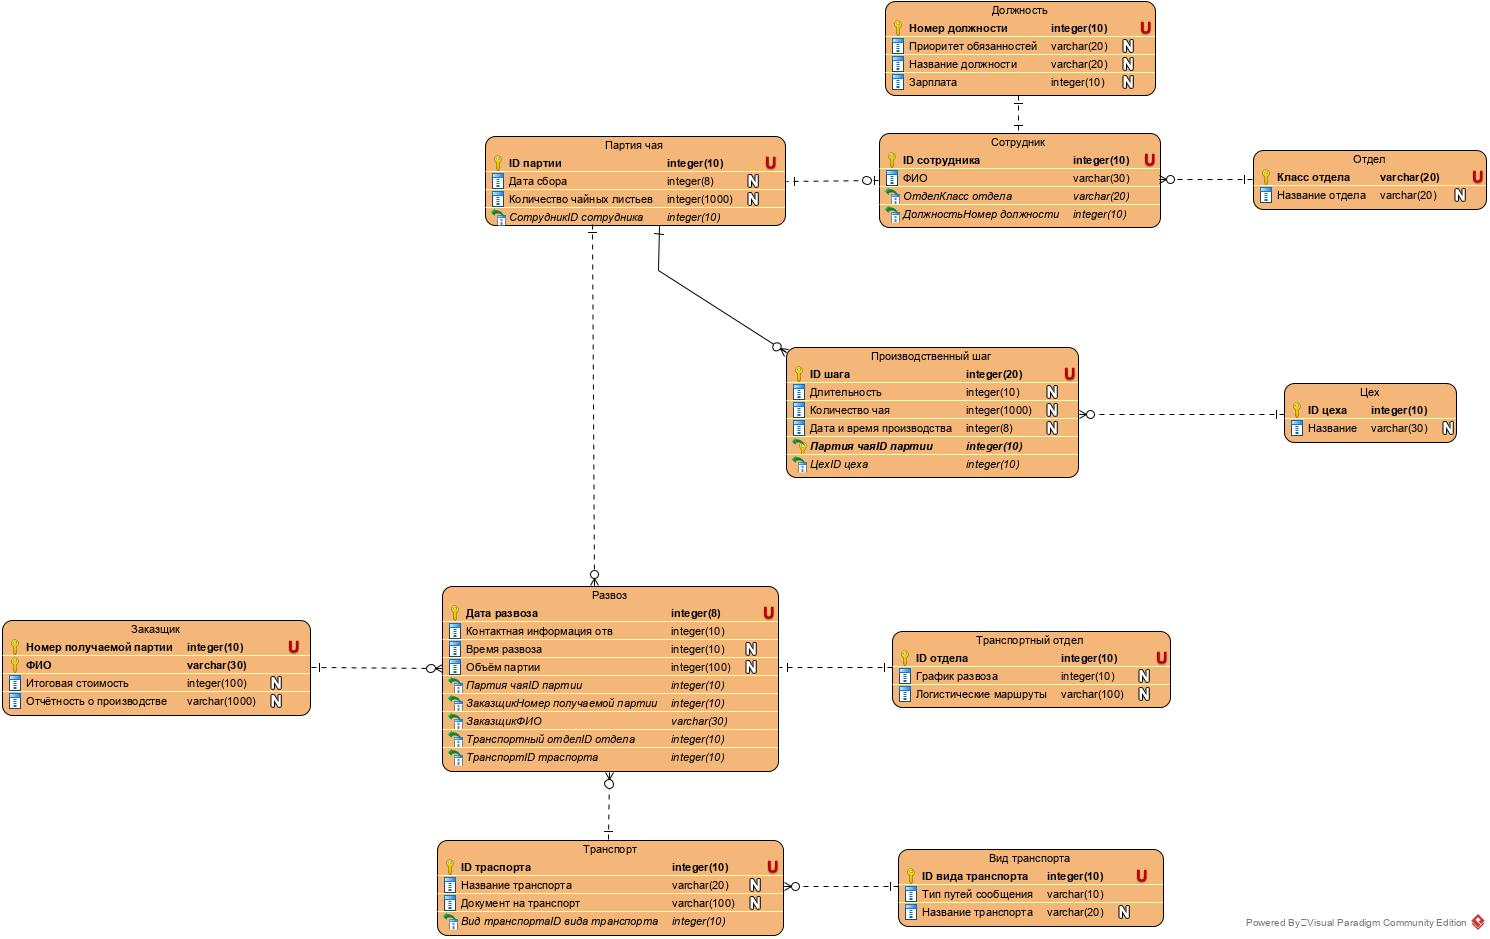 Должность
Номер должности integer(10) U
Приоритет обязанностей varchar(20) N
Название должности varchar(20) N
Зарплата integer(10) N
Партия чая
ID партии integer(10) U
Дата сбора integer(8) N
Количество чайных листьев integer(1000) N
СотрудникID сотрудника integer(10)
Сотрудник
ID сотрудника integer(10) U
ФИО varchar(30)
ОтделКласс отдела varchar(20)
ДолжностьНомер должности integer(10)
Отдел
Класс отдела varchar(20) U
Название отдела varchar(20) N
Производственный шаг
ID шага integer(20) U
Длительность integer(10) N
Количество чая integer(1000) N
Дата и время производства integer(8) N
Партия чаяID партии integer(10)
ЦехID цеха integer(10)
Цех
ID цеха integer(10)
Название varchar(30) N
Заказщик
Номер получаемой партии integer(10) U
ФИО varchar(30)
Итоговая стоимость integer(100) N
Отчётность о производстве varchar(1000) N
Развоз
Дата развоза integer(8) U
Контактная информация отв integer(10)
Время развоза integer(10) N
Объём партии integer(100) N
Партия чаяID партии integer(10)
ЗаказщикНомер получаемой партии integer(10)
ЗаказщикФИО varchar(30)
Транспортный отделID отдела integer(10)
ТранспортID траспорта integer(10)
Транспортный отдел
ID отдела integer(10) U
График развоза integer(10) N
Логистические маршруты varchar(100) N
Транспорт
ID траспорта integer(10) U
Название транспорта varchar(20) N
Документ на транспорт varchar(100) N
Вид транспортаID вида транспорта integer(10)
Вид транспорта
ID вида транспорта integer(10) U
Тип путей сообщения varchar(10)
Название транспорта varchar(20) N
Powered By Visual Paradigm Community Edition